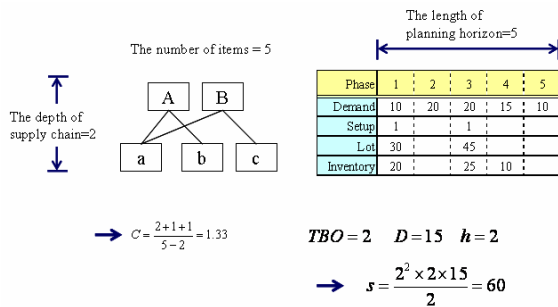 The length of
planning horizon=5
The number of items = 5
The depth of
supply chain=2
A B
a b c
Phase 1 2 3 4 5
Demand 10 20 20 15 10
Setup 1 1
Lot 30 45
Inventory 20 25 10
C = (2+1+1)/(5−2) = 1.33
TBO = 2 D = 15 h = 2
s = (2² × 2 × 15)/2 = 60